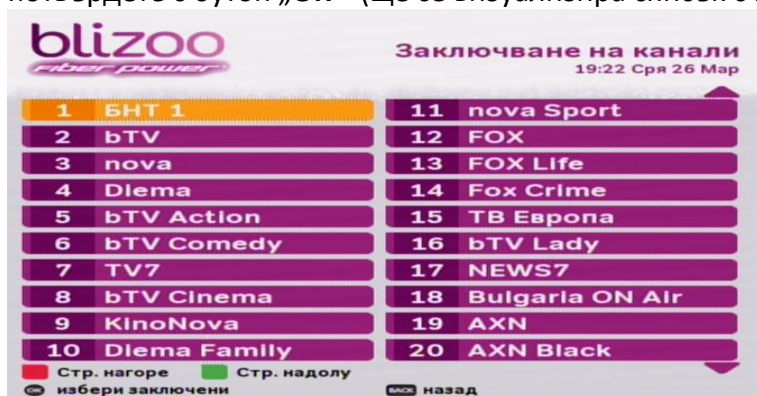 blizoo
Fiber power
Заключване на канали
19:22 Сря 26 Мар
1 БНТ 1
2 bTV
3 nova
4 Diema
5 bTV Action
6 bTV Comedy
7 TV7
8 bTV Cinema
9 KinoNova
10 Diema Family
11 nova Sport
12 FOX
13 FOX Life
14 Fox Crime
15 ТВ Европа
16 bTV Lady
17 NEWS7
18 Bulgaria ON Air
19 AXN
20 AXN Black
Стр. нагоре Стр. надолу
OK избери заключени BACK назад